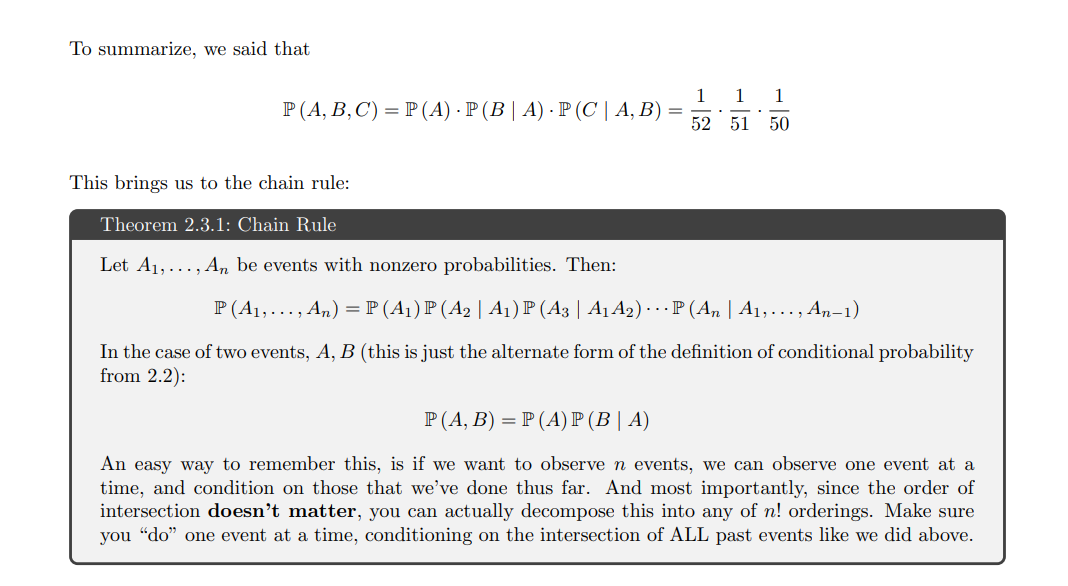 To summarize, we said that
ℙ (A, B, C) = ℙ (A) · ℙ (B | A) · ℙ (C | A, B) = 1/52 · 1/51 · 1/50
This brings us to the chain rule:
Theorem 2.3.1: Chain Rule
Let A₁, . . . , Aₙ be events with nonzero probabilities. Then:
ℙ (A₁, . . . , Aₙ) = ℙ (A₁) ℙ (A₂ | A₁) ℙ (A₃ | A₁A₂) · · · ℙ (Aₙ | A₁, . . . , Aₙ₋₁)
In the case of two events, A, B (this is just the alternate form of the definition of conditional probability
from 2.2):
ℙ (A, B) = ℙ (A) ℙ (B | A)
An easy way to remember this, is if we want to observe n events, we can observe one event at a
time, and condition on those that we've done thus far. And most importantly, since the order of
intersection doesn't matter, you can actually decompose this into any of n! orderings. Make sure
you “do” one event at a time, conditioning on the intersection of ALL past events like we did above.